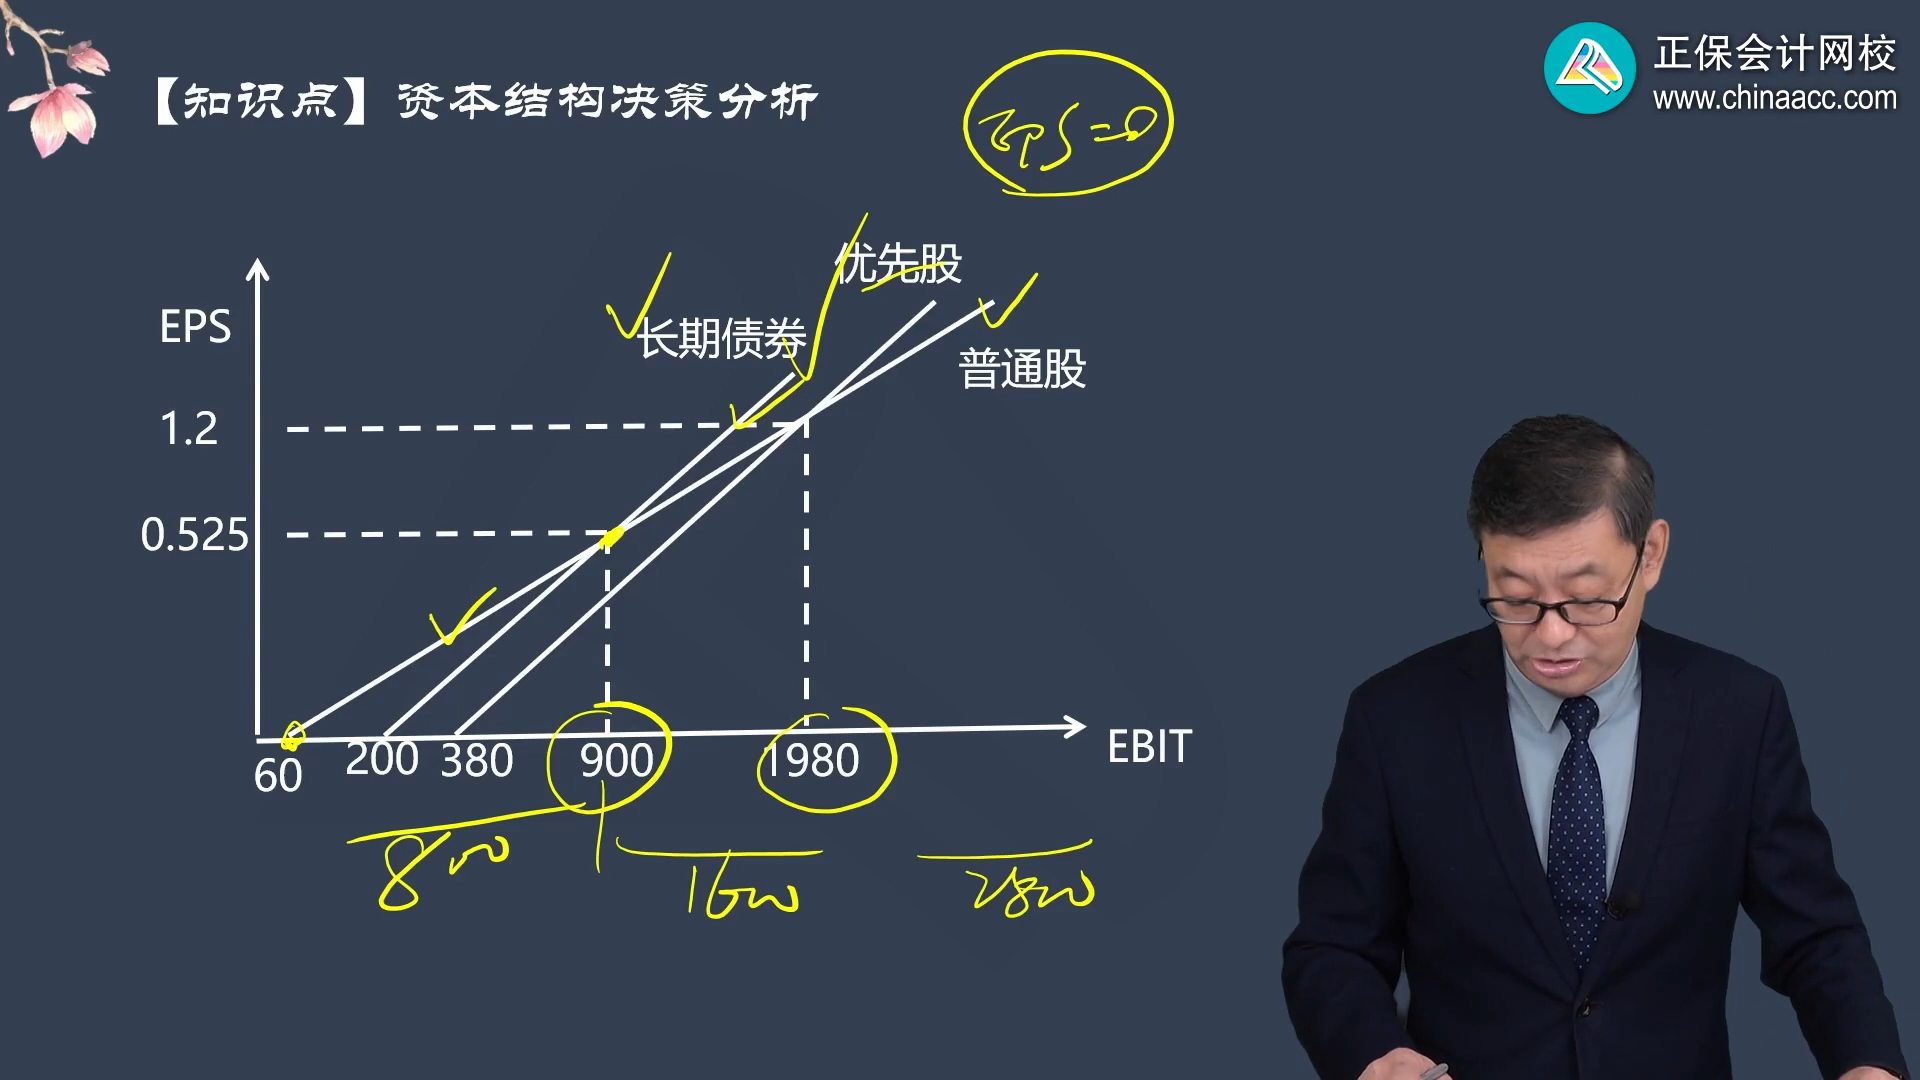 正保会计网校
www.chinaacc.com
【知识点】资本结构决策分析
EPS=0
优先股
长期债券
普通股
EPS
1.2
0.525
60
200
380
900
1980
EBIT
800
1600
2800